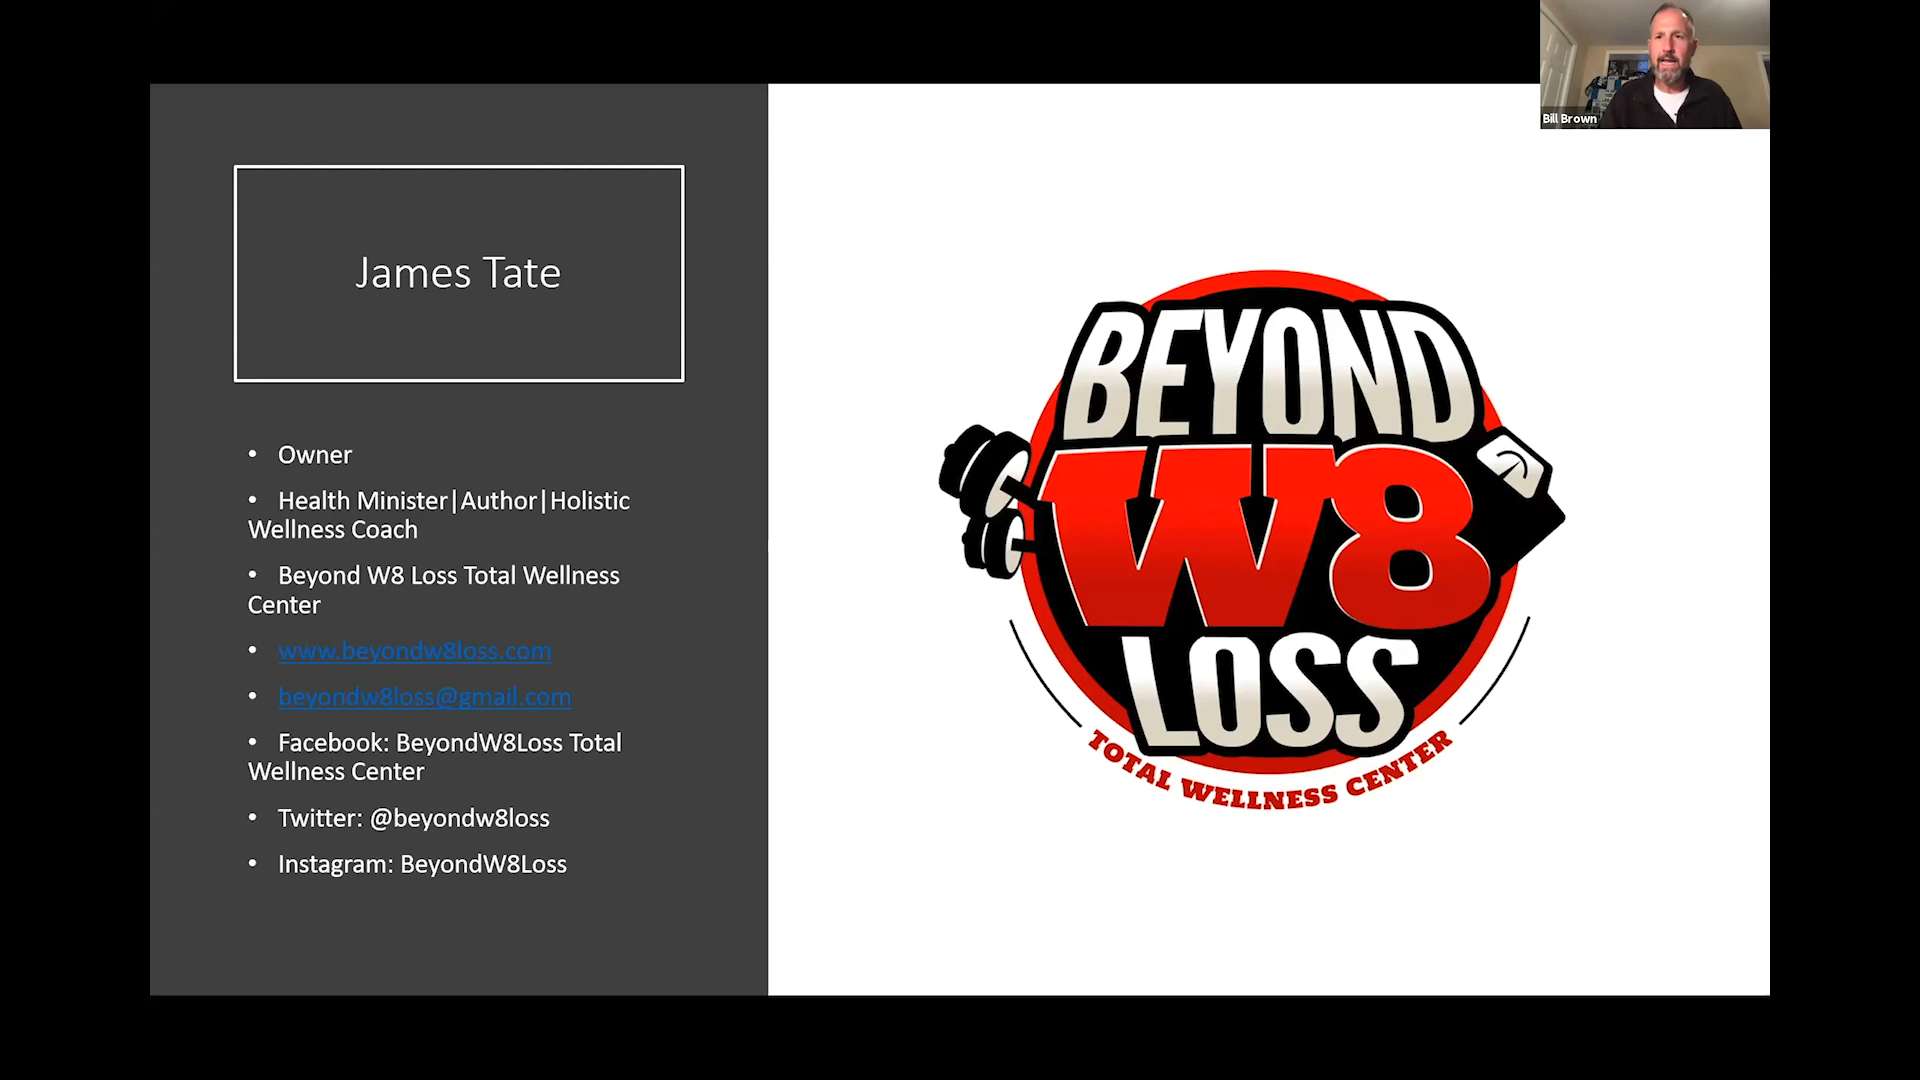 Bill Brown
James Tate
• Owner
• Health Minister|Author|Holistic
Wellness Coach
• Beyond W8 Loss Total Wellness
Center
• www.beyondw8loss.com
• beyondw8loss@gmail.com
• Facebook: BeyondW8Loss Total
Wellness Center
• Twitter: @beyondw8loss
• Instagram: BeyondW8Loss
BEYOND
W8
LOSS
TOTAL WELLNESS CENTER